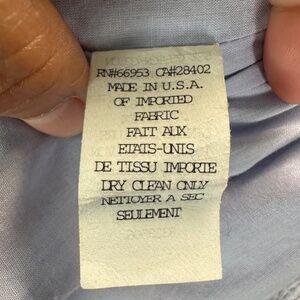 RN#66953 CA#28402
MADE IN U.S.A.
OF IMPORTED
FABRIC
FAIT AUX
ETATS-UNIS
DE TISSU IMPORTE
DRY CLEAN ONLY
NETTOYER A SEC
SEULEMENT